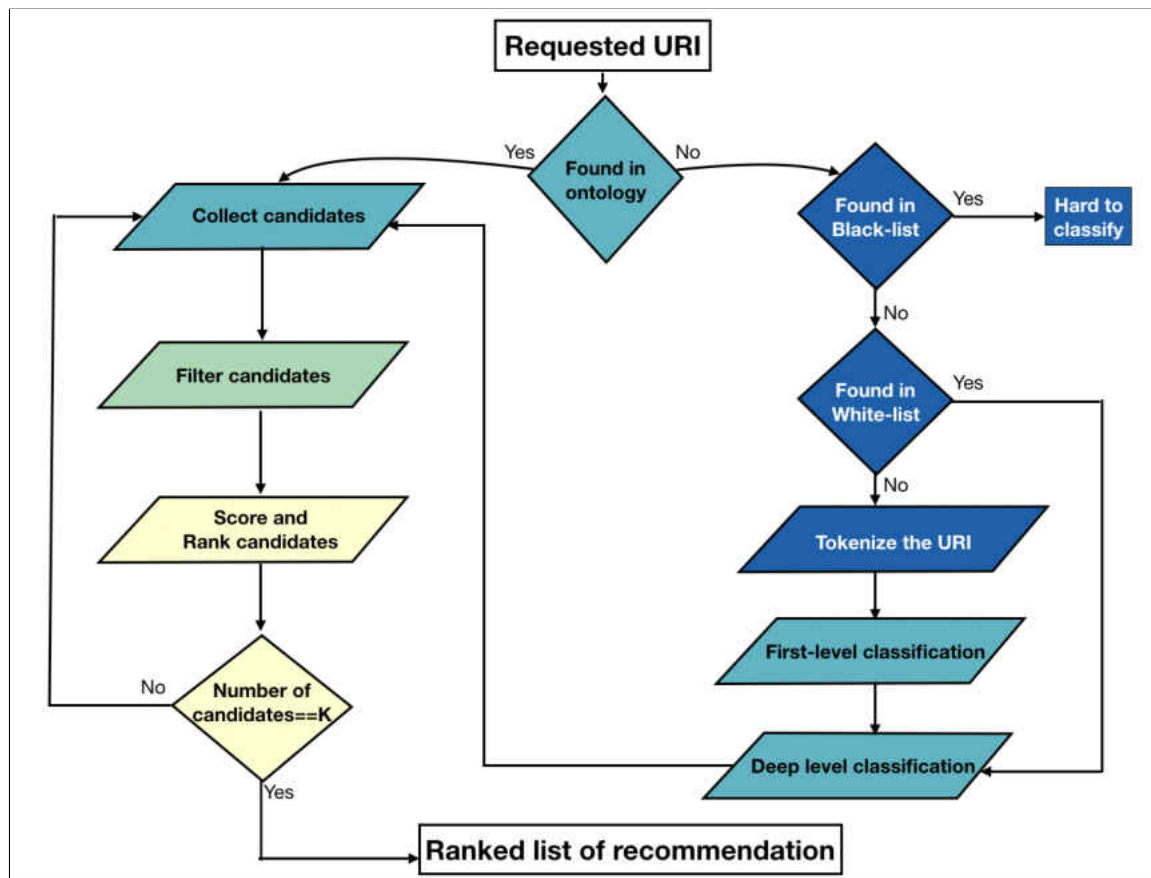 Requested URI
Yes
Found in
ontology
No
Collect candidates
Found in
Black-list
Yes
Hard to
classify
No
Filter candidates
Found in
White-list
Yes
No
Score and
Rank candidates
Tokenize the URI
First-level classification
No
Number of
candidates==K
Deep level classification
Yes
Ranked list of recommendation